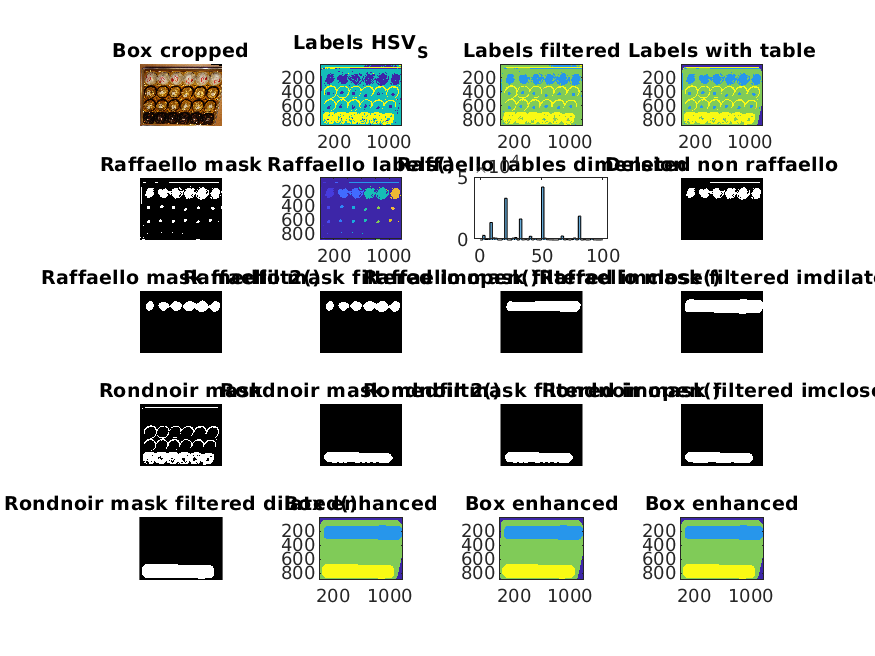 Box cropped
Labels HSV_S
Labels filtered
Labels with table
200
400
600
800
200 1000
200
400
600
800
200 1000
200
400
600
800
200 1000
Raffaello mask
Raffaello labels()
Raffaello lables dimension
Deleted non raffaello
200
400
600
800
200 1000
5
0
0 50 100
Raffaello mask
Raffaello mask filtered imopen()
Raffaello mask filtered imclose()
Raffaello mask filtered imdilate
Rondnoir mask
Rondnoir mask medfilt2()
Rondnoir mask filtered imopen()
Rondnoir mask filtered imclose
Rondnoir mask filtered dilated()
Box enhanced
Box enhanced
Box enhanced
200
400
600
800
200 1000
200
400
600
800
200 1000
200
400
600
800
200 1000